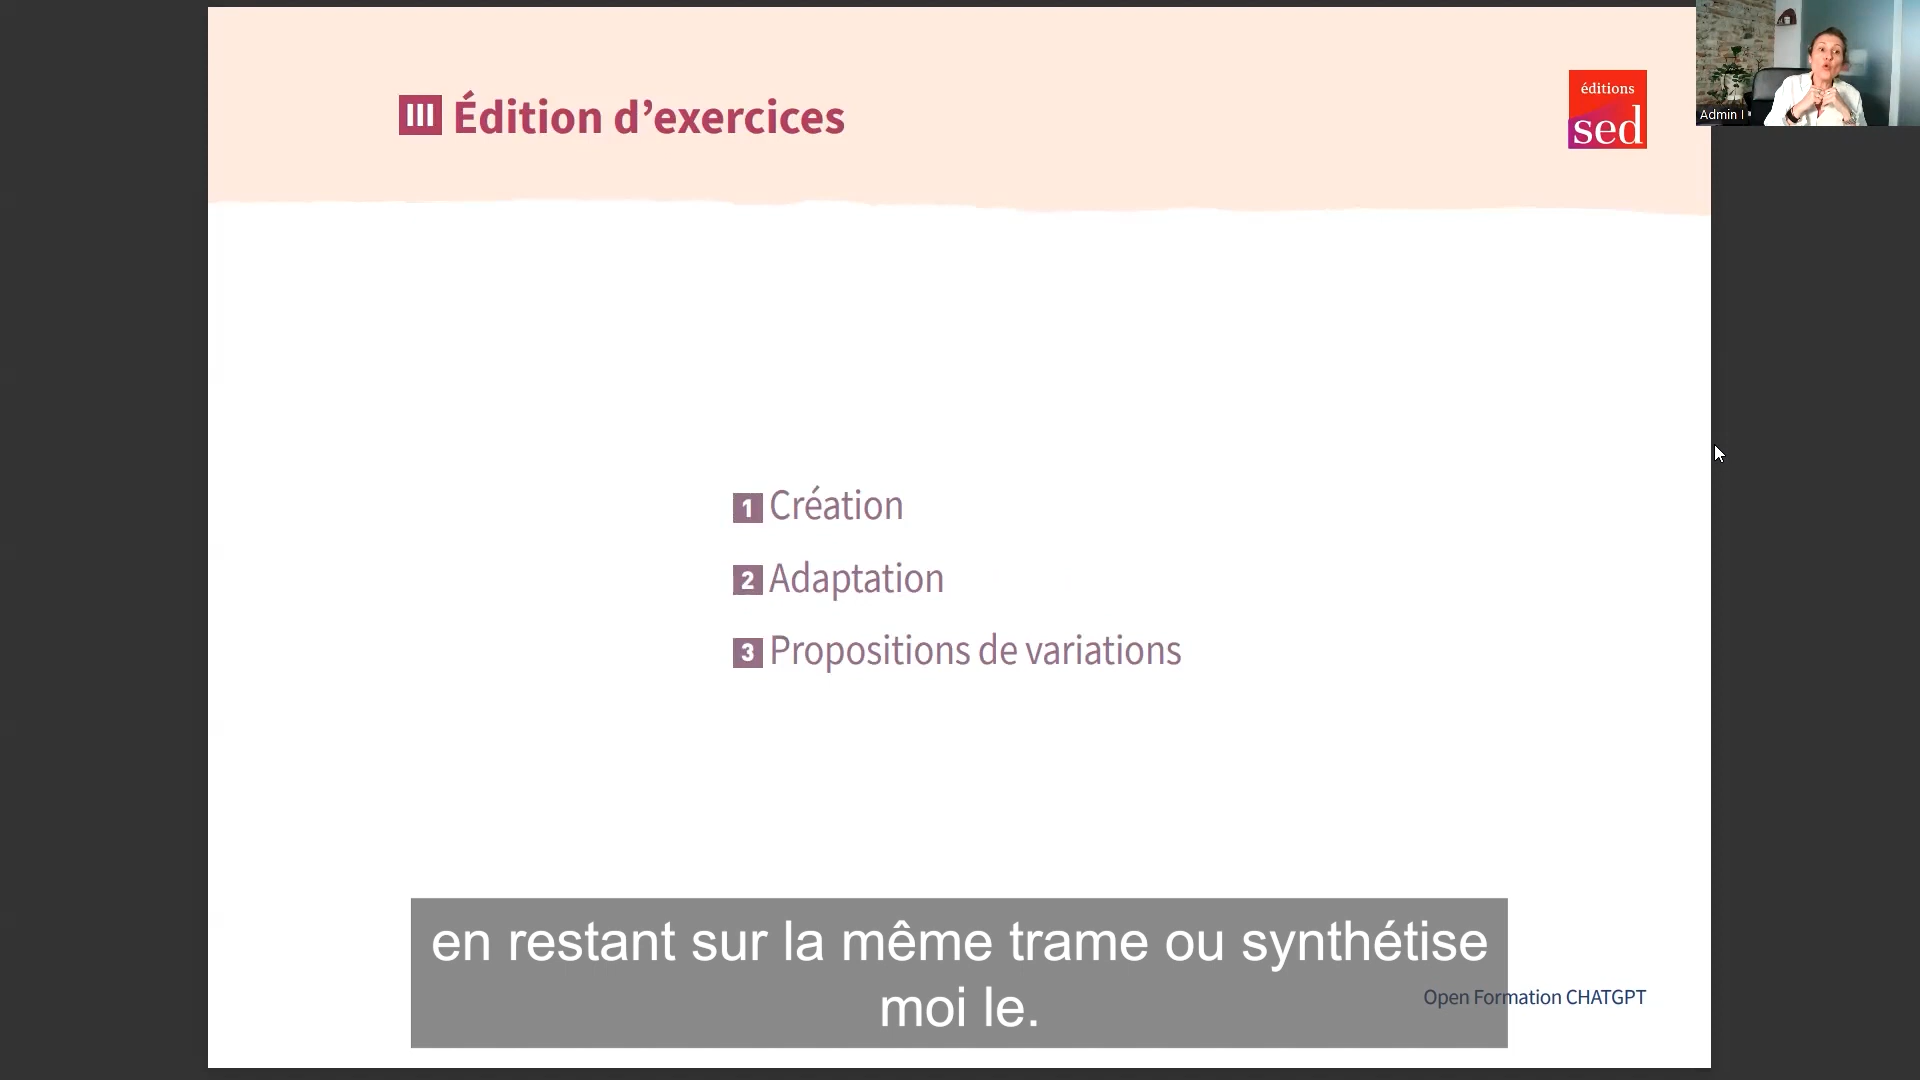 III Édition d’exercices
éditions
sed
Admin I
1 Création
2 Adaptation
3 Propositions de variations
en restant sur la même trame ou synthétise
moi le.
Open Formation CHATGPT